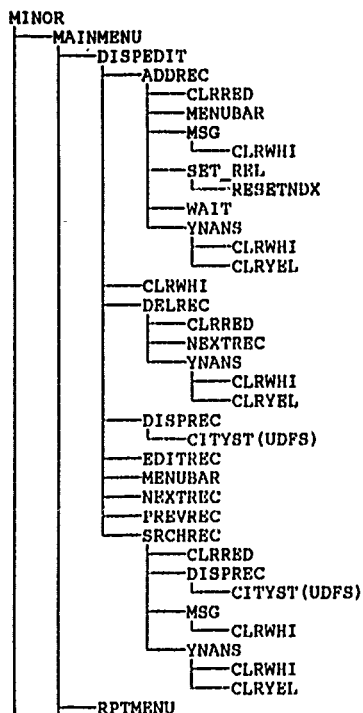 MINOR
MAINMENU
DISPEDIT
ADDREC
CLRRED
MENUBAR
MSG
CLRWHI
SET_REL
RESETNDX
WAIT
YNANS
CLRWHI
CLRYEL
CLRWHI
DELREC
CLRRED
NEXTREC
YNANS
CLRWHI
CLRYEL
DISPREC
CITYST(UDFS)
EDITREC
MENUBAR
NEXTREC
PREVREC
SRCHREC
CLRRED
DISPREC
CITYST(UDFS)
MSG
CLRWHI
YNANS
CLRWHI
CLRYEL
RPTMENU